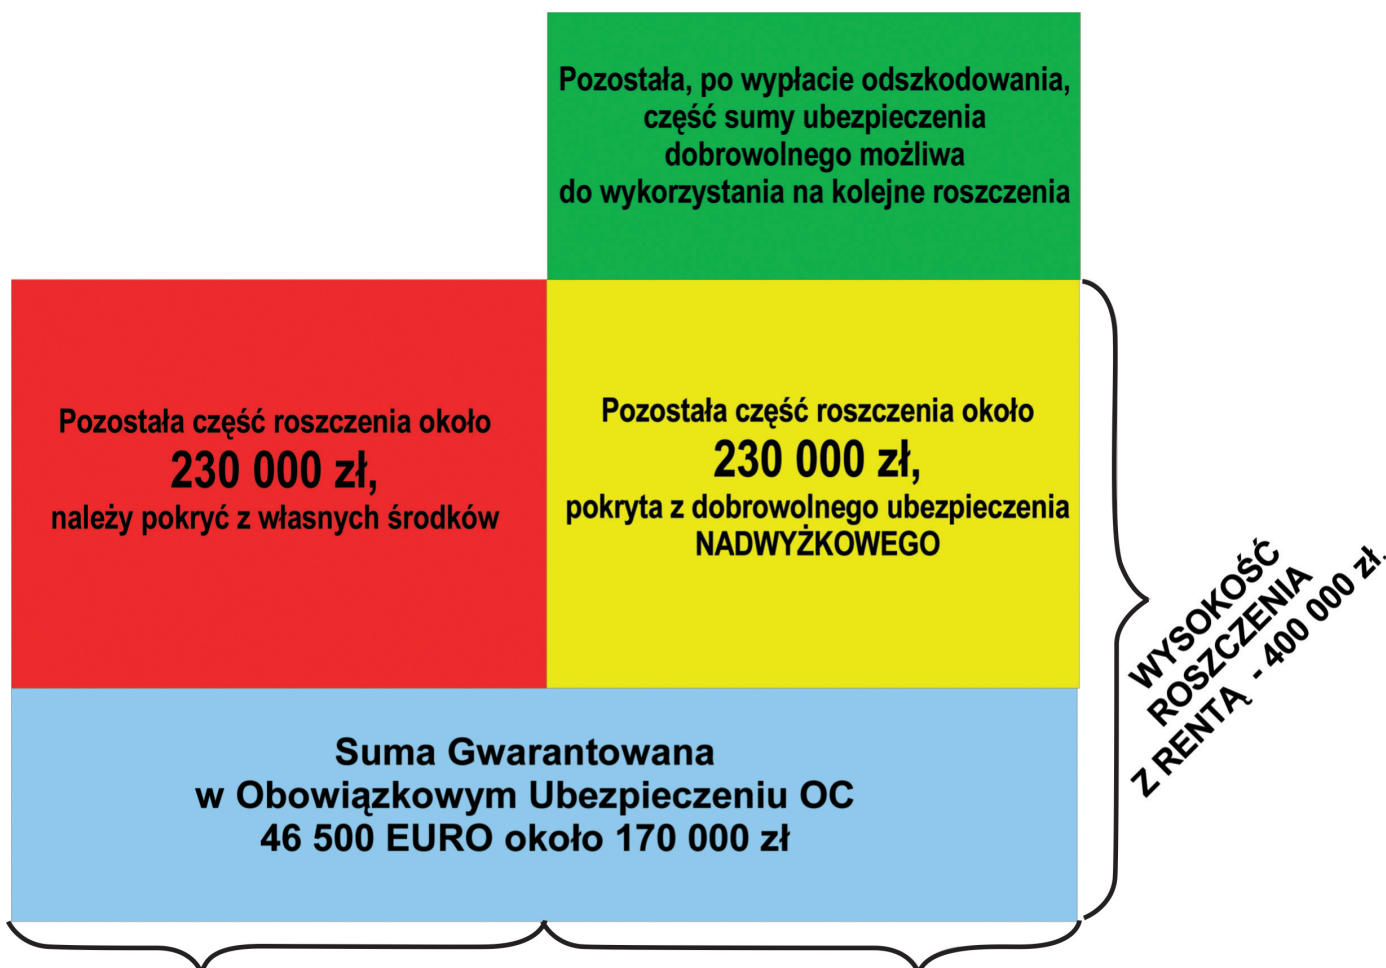 Pozostała, po wypłacie odszkodowania,
część sumy ubezpieczenia
dobrowolnego możliwa
do wykorzystania na kolejne roszczenia
Pozostała część roszczenia około
230 000 zł,
należy pokryć z własnych środków
Pozostała część roszczenia około
230 000 zł,
pokryta z dobrowolnego ubezpieczenia
NADWYŻKOWEGO
WYSOKOŚĆ
ROSZCZENIA
Z RENTĄ - 400 000 zł.
Suma Gwarantowana
w Obowiązkowym Ubezpieczeniu OC
46 500 EURO około 170 000 zł